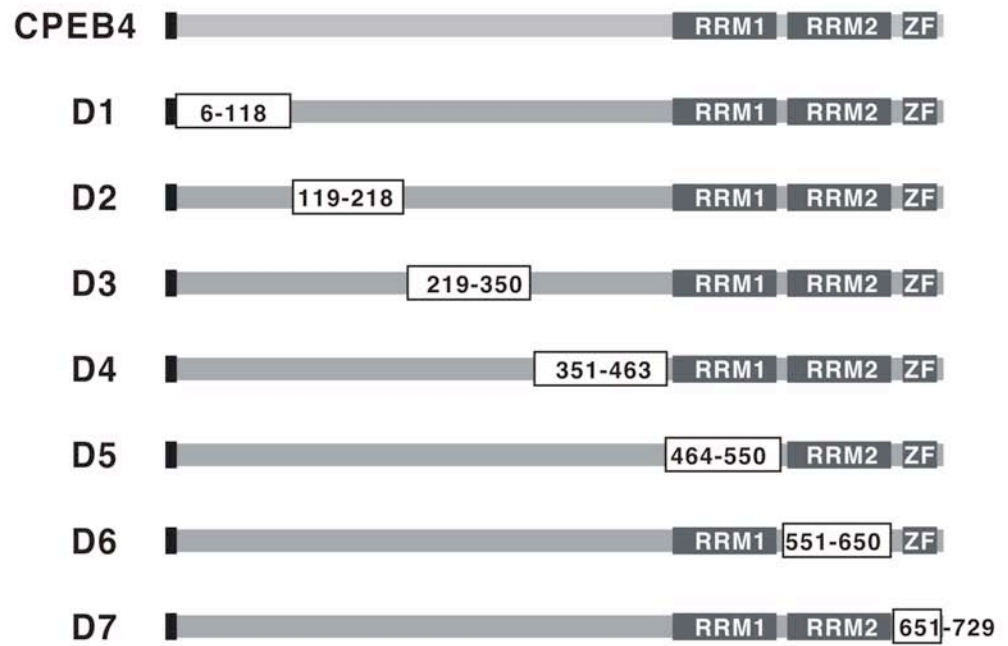 CPEB4 RRM1 RRM2 ZF
D1 6-118 RRM1 RRM2 ZF
D2 119-218 RRM1 RRM2 ZF
D3 219-350 RRM1 RRM2 ZF
D4 351-463 RRM1 RRM2 ZF
D5 464-550 RRM2 ZF
D6 RRM1 551-650 ZF
D7 RRM1 RRM2 651-729